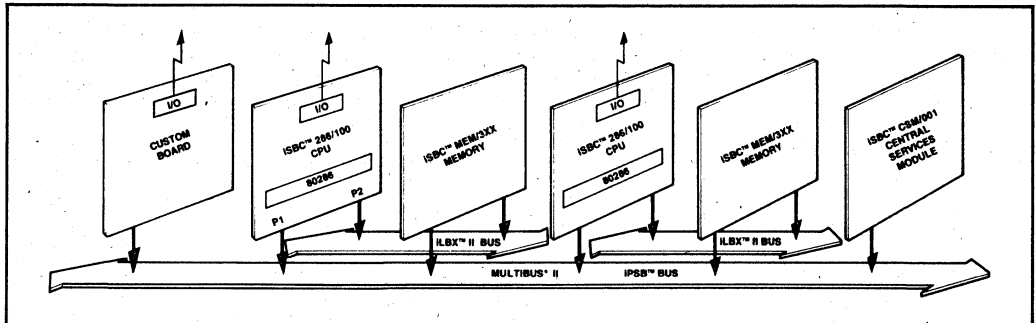 I/O
CUSTOM
BOARD
I/O
iSBC™ 286/100
CPU
80286
P1
P2
iSBC™ MEM/3XX
MEMORY
I/O
iSBC™ 286/100
CPU
80286
iSBC™ MEM/3XX
MEMORY
iSBC™ CSM/001
CENTRAL
SERVICES
MODULE
iLBX™ II BUS
iLBX™ II BUS
MULTIBUS® II iPSB™ BUS